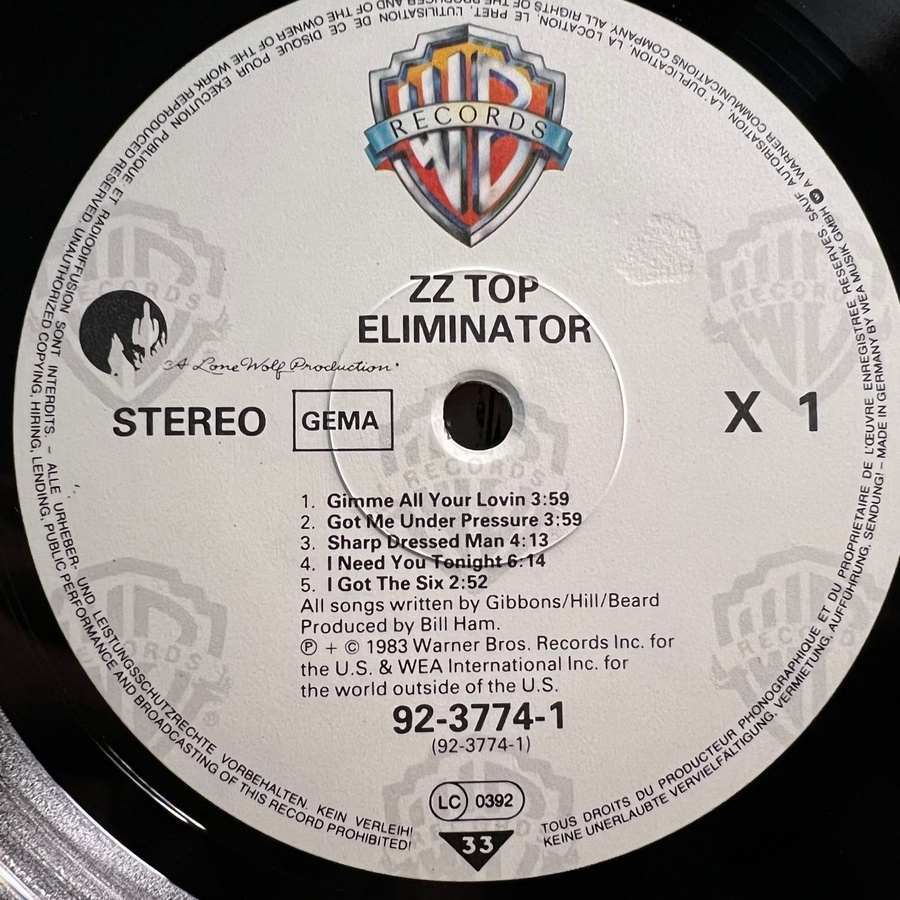 WB
RECORDS
ZZ TOP
ELIMINATOR
A Lone Wolf Production
STEREO
GEMA
X 1
1. Gimme All Your Lovin 3:59
2. Got Me Under Pressure 3:59
3. Sharp Dressed Man 4:13
4. I Need You Tonight 6:14
5. I Got The Six 2:52
All songs written by Gibbons/Hill/Beard
Produced by Bill Ham.
℗ + © 1983 Warner Bros. Records Inc. for
the U.S. & WEA International Inc. for
the world outside of the U.S.
92-3774-1
(92-3774-1)
LC 0392
33
TOUS DROITS DU PRODUCTEUR PHONOGRAPHIQUE ET DU PROPRIETAIRE DE L'ŒUVRE ENREGISTREE RESERVES. SAUF AUTORISATION, LA DUPLICATION, LA LOCATION, LE PRET, L'UTILISATION DE CE DISQUE POUR EXECUTION PUBLIQUE ET RADIODIFFUSION SONT INTERDITS. – ALLE URHEBER- UND LEISTUNGSSCHUTZRECHTE VORBEHALTEN. KEIN VERLEIH!
KEINE UNERLAUBTE VERVIELFÄLTIGUNG, VERMIETUNG, AUFFÜHRUNG, SENDUNG! – MADE IN GERMANY BY WEA MUSIK GMBH A WARNER COMMUNICATIONS COMPANY. ALL RIGHTS OF THE AND OF THE OWNER OF THE WORK REPRODUCED RESERVED. UNAUTHORIZED COPYING, HIRING, LENDING, PUBLIC PERFORMANCE AND BROADCASTING OF THIS RECORD PROHIBITED!